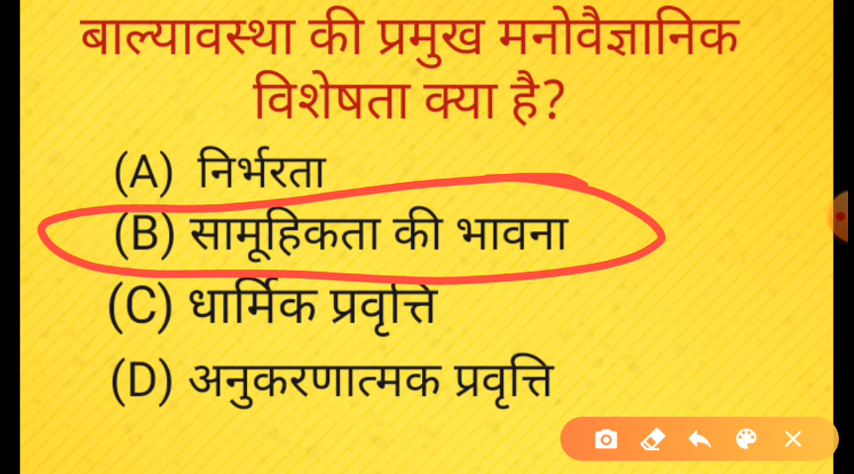 बाल्यावस्था की प्रमुख मनोवैज्ञानिक
विशेषता क्या है?
(A) निर्भरता
(B) सामूहिकता की भावना
(C) धार्मिक प्रवृत्ति
(D) अनुकरणात्मक प्रवृत्ति